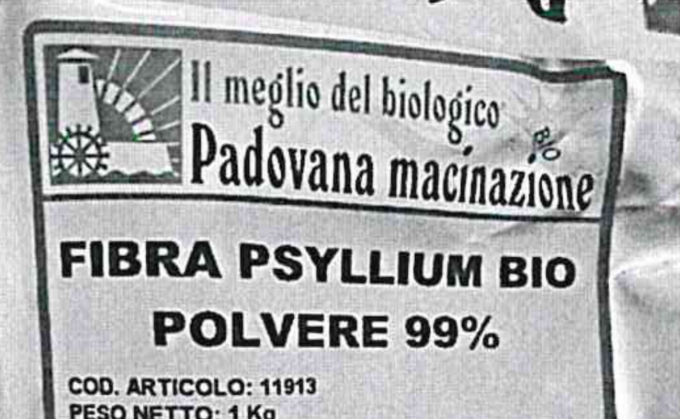 Il meglio del biologico
BIO
Padovana macinazione
FIBRA PSYLLIUM BIO
POLVERE 99%
COD. ARTICOLO: 11913
PESO NETTO: 1 Kg